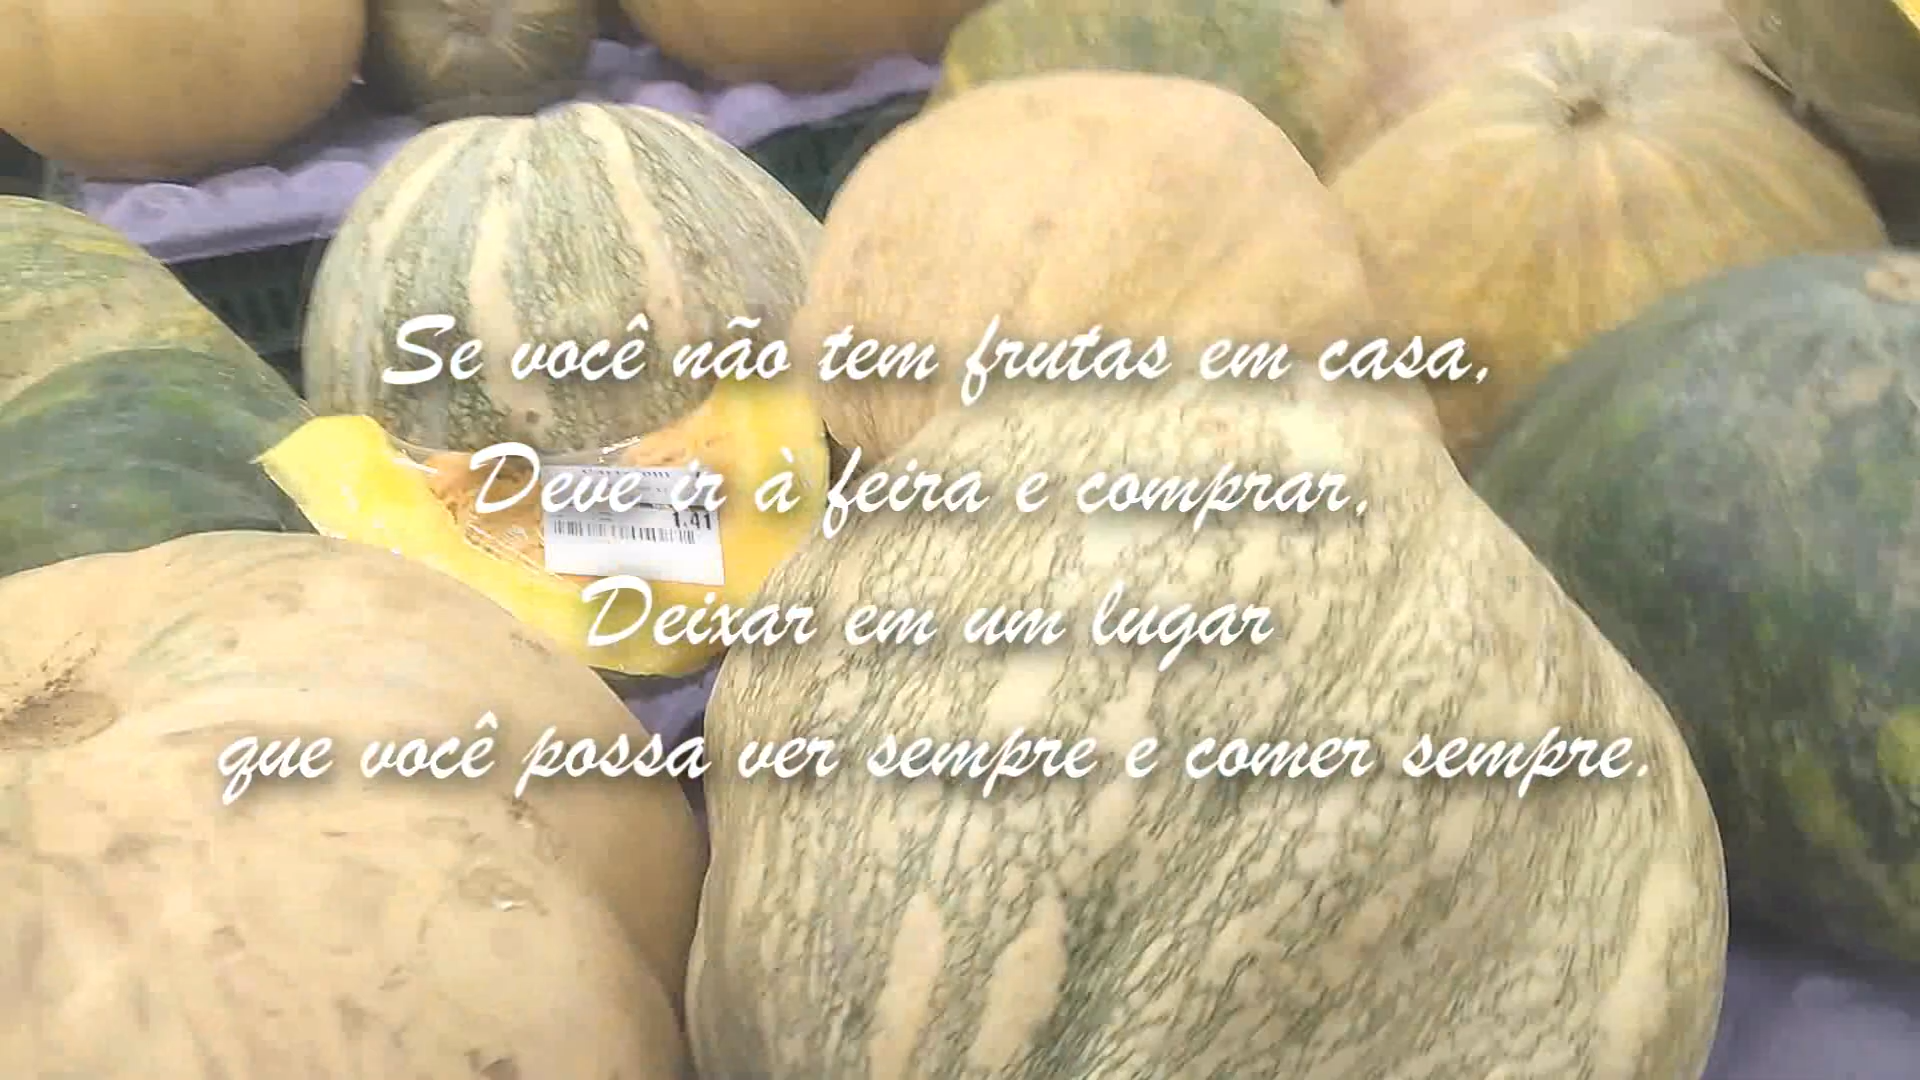 Se você não tem frutas em casa,
Deve ir à feira e comprar,
Deixar em um lugar
que você possa ver sempre e comer sempre.
1.41